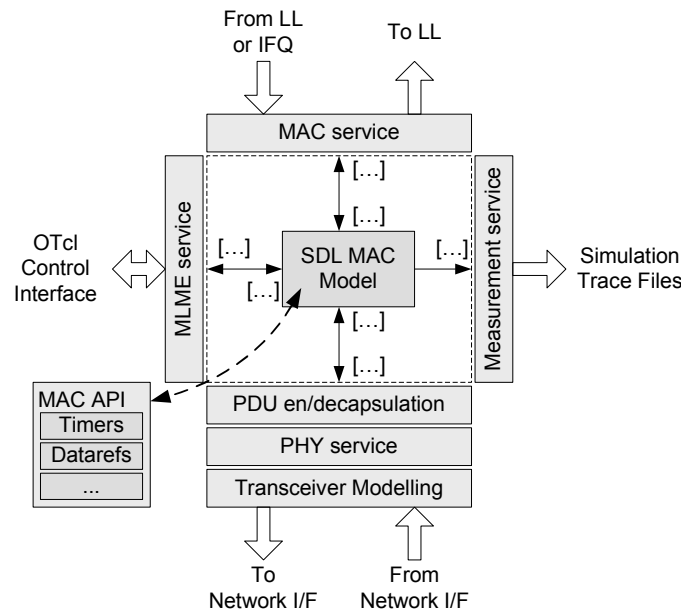 From LL
or IFQ
To LL
MAC service
[...]
[...]
MLME service
OTcl
Control
Interface
[...]
[...]
SDL MAC
Model
[...]
Measurement service
Simulation
Trace Files
[...]
[...]
MAC API
Timers
Datarefs
...
PDU en/decapsulation
PHY service
Transceiver Modelling
To
Network I/F
From
Network I/F